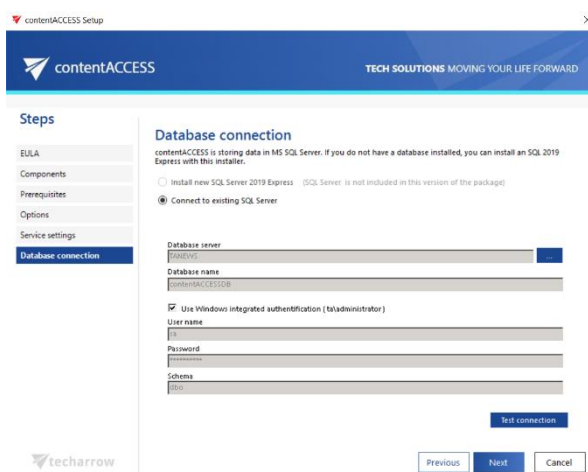 contentACCESS Setup
contentACCESS
TECH SOLUTIONS MOVING YOUR LIFE FORWARD
Steps
EULA
Components
Prerequisites
Options
Service settings
Database connection
Database connection
contentACCESS is storing data in MS SQL Server. If you do not have a database installed, you can install an SQL 2019
Express with this installer.
Install new SQL Server 2019 Express (SQL Server is not included in this version of the package)
Connect to existing SQL Server
Database server
TANEWS
...
Database name
contentACCESSDB
Use Windows integrated authentification ( ta\administrator )
User name
sa
Password
**********
Schema
dbo
Test connection
techarrow
Previous
Next
Cancel